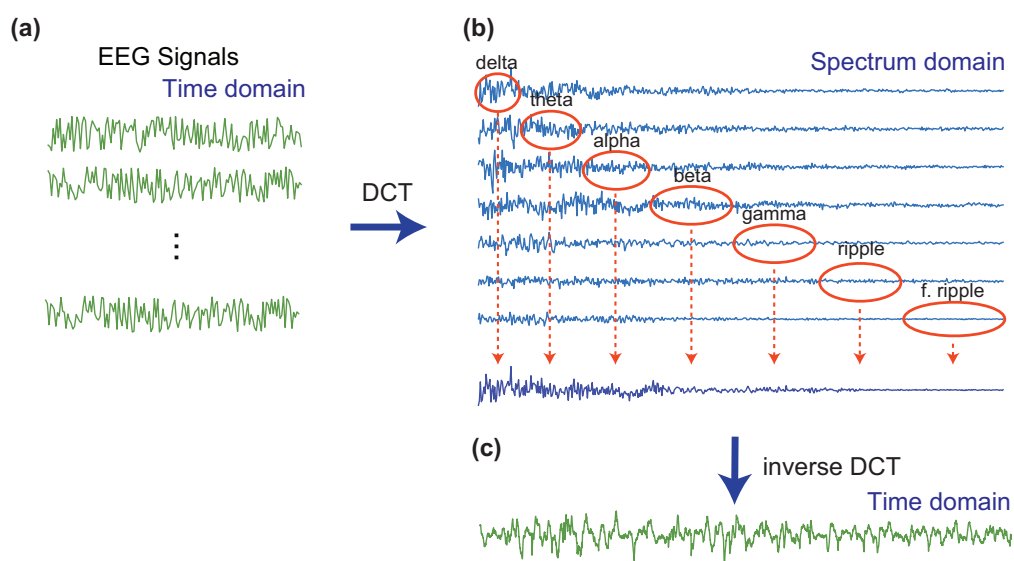 (a)
EEG Signals
Time domain
DCT
(b)
Spectrum domain
delta
theta
alpha
beta
gamma
ripple
f. ripple
(c)
inverse DCT
Time domain